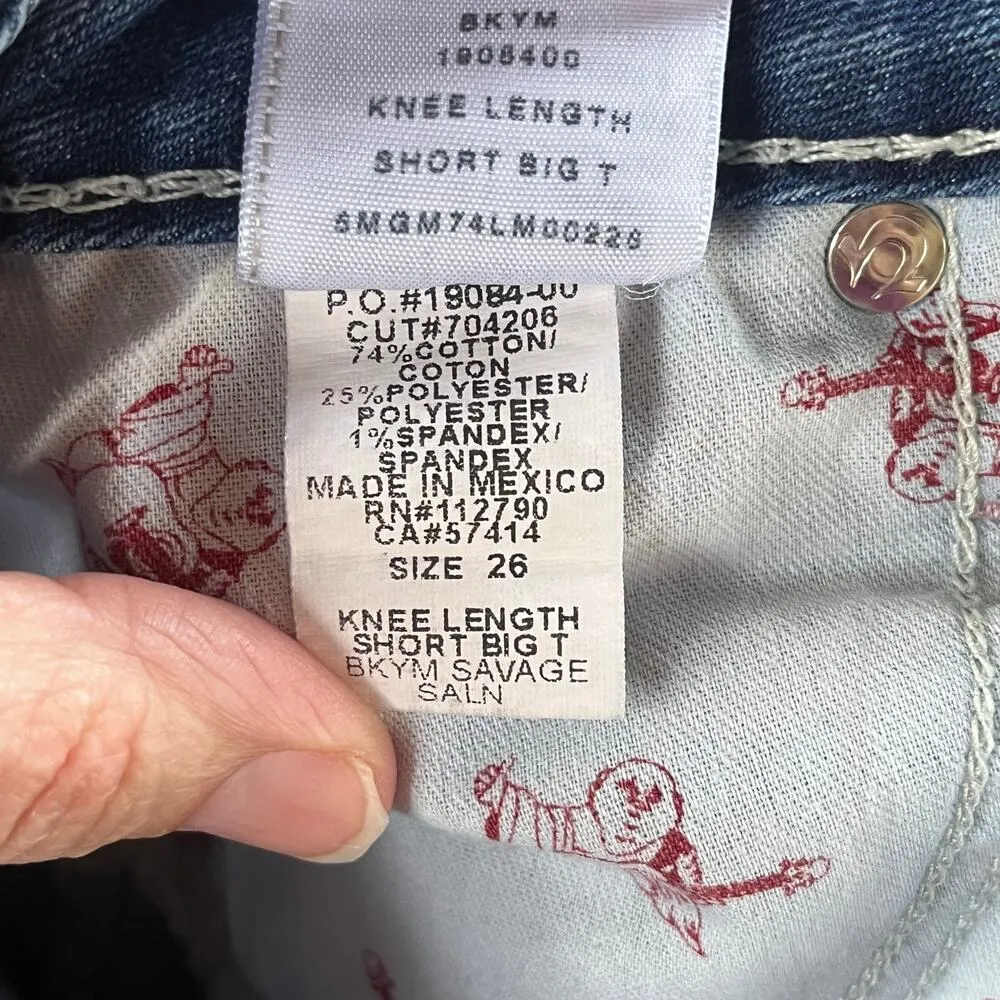 BKYM
1908400
KNEE LENGTH
SHORT BIG T
5MGM74LM00226
P.O.#19084-00
CUT#704206
74%COTTON/
COTON
25%POLYESTER/
POLYESTER
1%SPANDEX/
SPANDEX
MADE IN MEXICO
RN#112790
CA#57414
SIZE 26
KNEE LENGTH
SHORT BIG T
BKYM SAVAGE
SALN